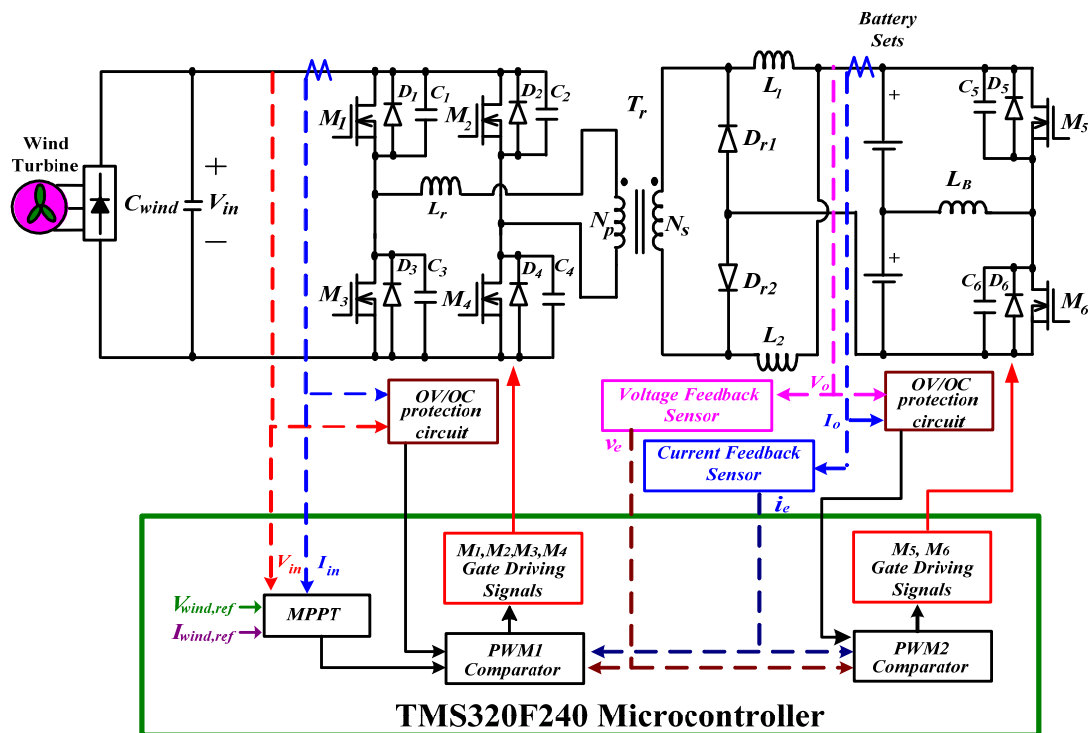 Battery
Sets
Wind
Turbine
C_wind
+
V_in
—
M_1
D_1
C_1
M_2
D_2
C_2
L_r
M_3
D_3
C_3
M_4
D_4
C_4
T_r
N_p
N_s
L_1
D_r1
D_r2
L_2
+
+
C_5
D_5
M_5
L_B
C_6
D_6
M_6
OV/OC
protection
circuit
Voltage Feedback
Sensor
V_o
OV/OC
protection
circuit
I_o
v_e
Current Feedback
Sensor
i_e
V_in
I_in
M_1,M_2,M_3,M_4
Gate Driving
Signals
M_5, M_6
Gate Driving
Signals
V_wind,ref
I_wind,ref
MPPT
PWM1
Comparator
PWM2
Comparator
TMS320F240 Microcontroller